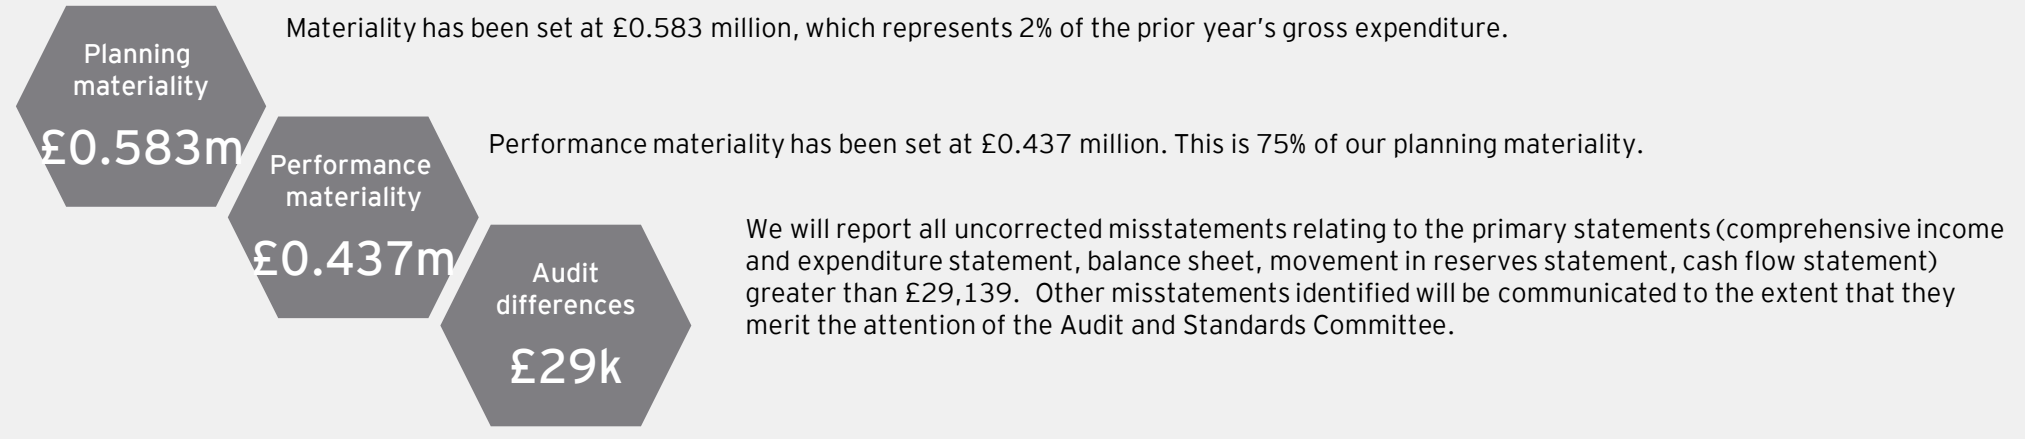 Planning
materiality
£0.583m
Materiality has been set at £0.583 million, which represents 2% of the prior year's gross expenditure.
Performance
materiality
£0.437m
Performance materiality has been set at £0.437 million. This is 75% of our planning materiality.
Audit
differences
£29k
We will report all uncorrected misstatements relating to the primary statements (comprehensive income
and expenditure statement, balance sheet, movement in reserves statement, cash flow statement)
greater than £29,139. Other misstatements identified will be communicated to the extent that they
merit the attention of the Audit and Standards Committee.